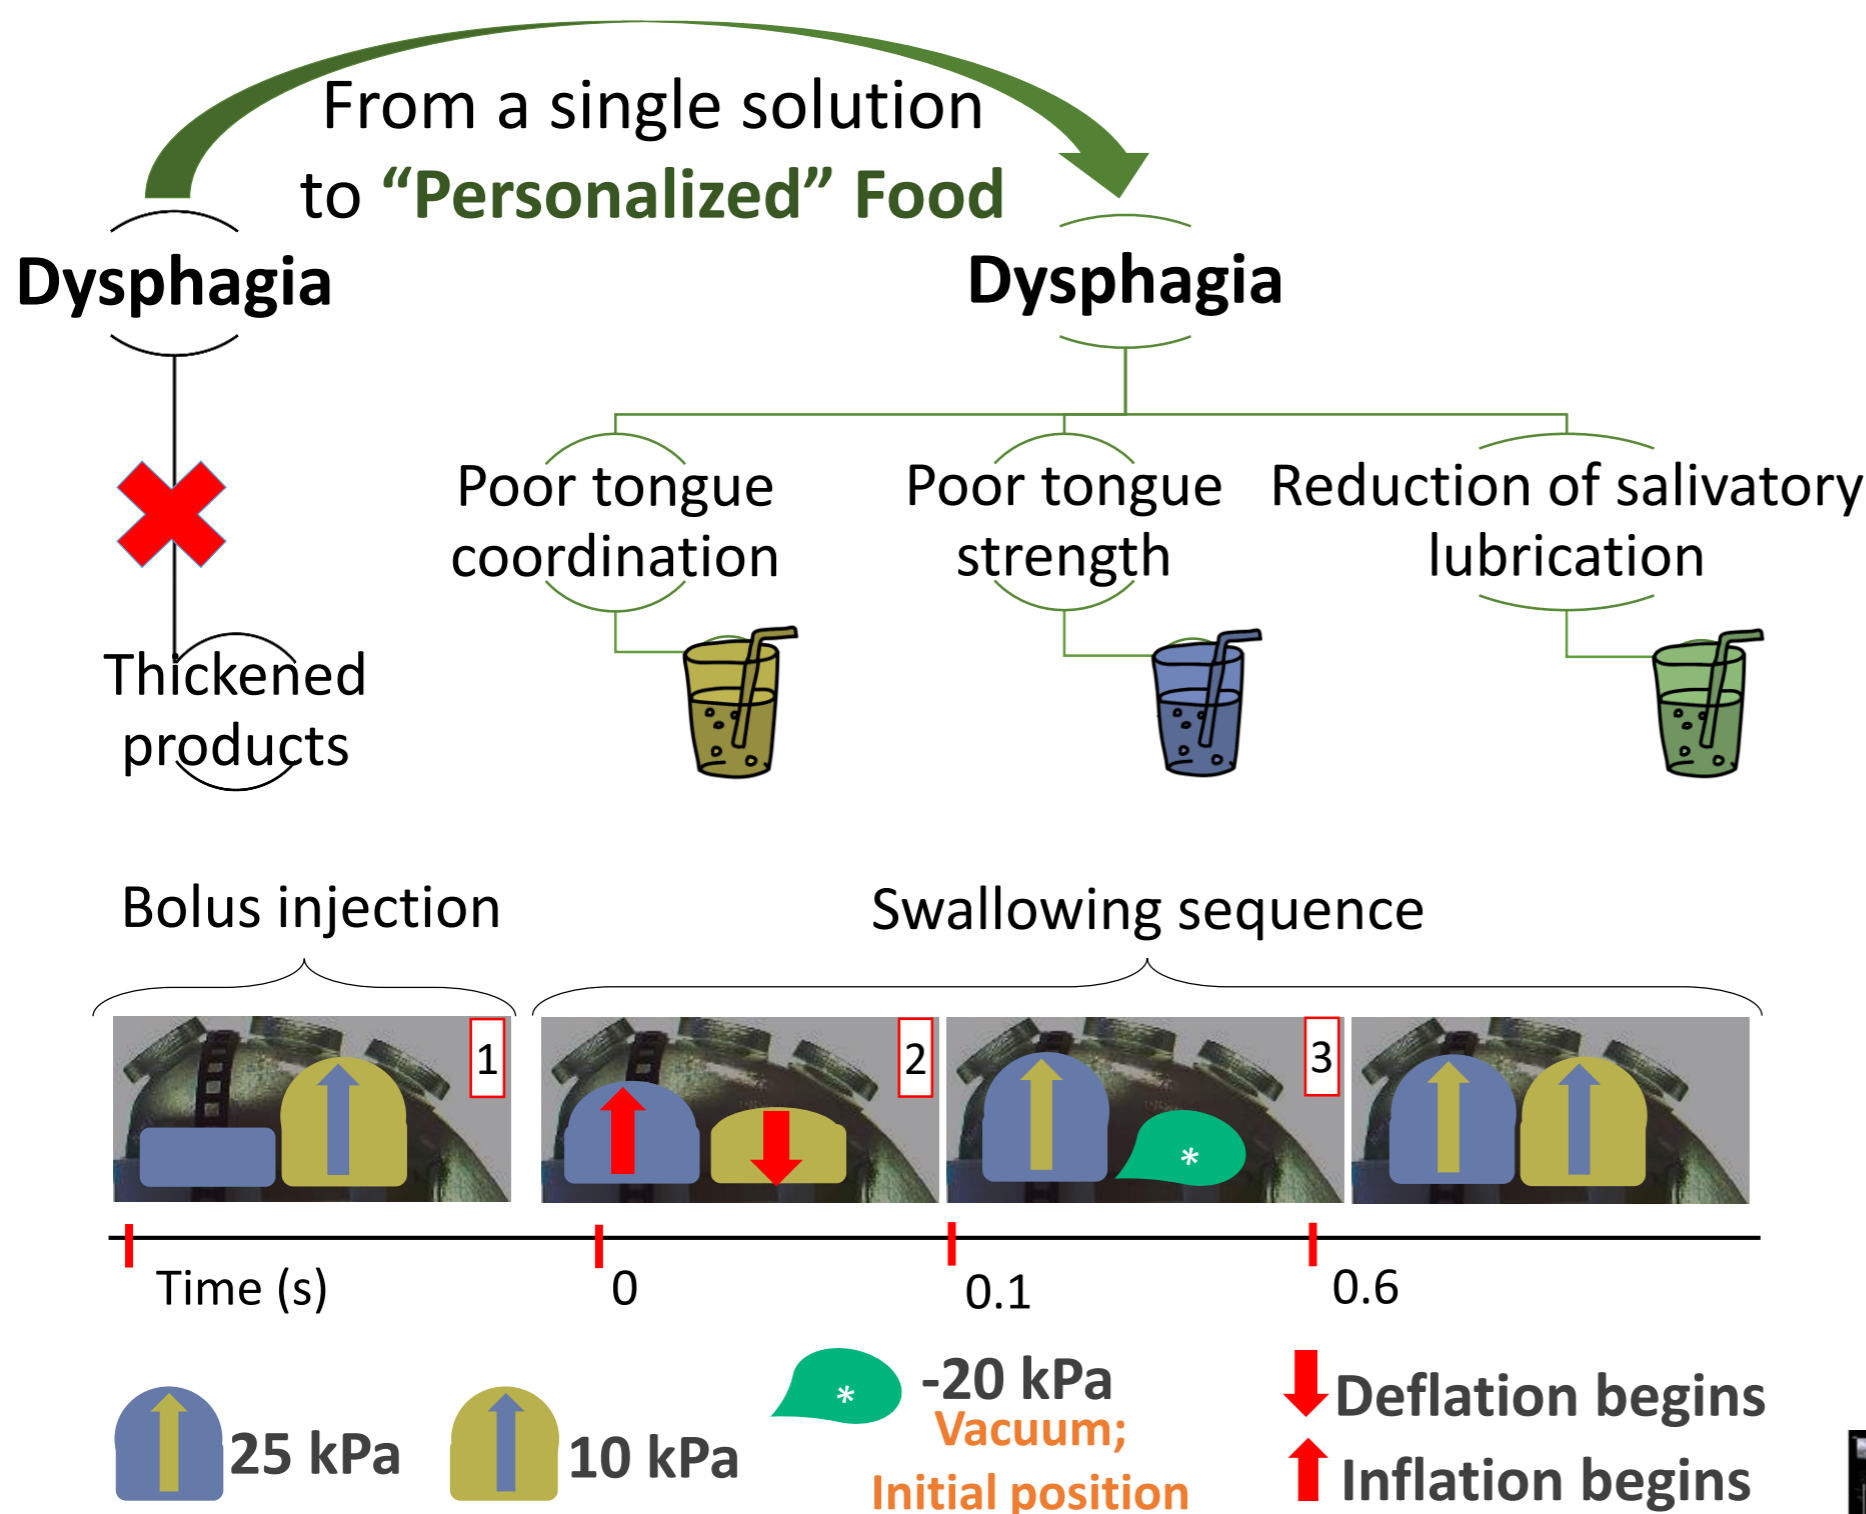 From a single solution
to “Personalized” Food
Dysphagia
Dysphagia
Poor tongue
coordination
Poor tongue
strength
Reduction of salivatory
lubrication
Thickened
products
Bolus injection
Swallowing sequence
1
2
3
Time (s)
0
0.1
0.6
*
*
25 kPa
10 kPa
-20 kPa
Vacuum;
Initial position
Deflation begins
Inflation begins